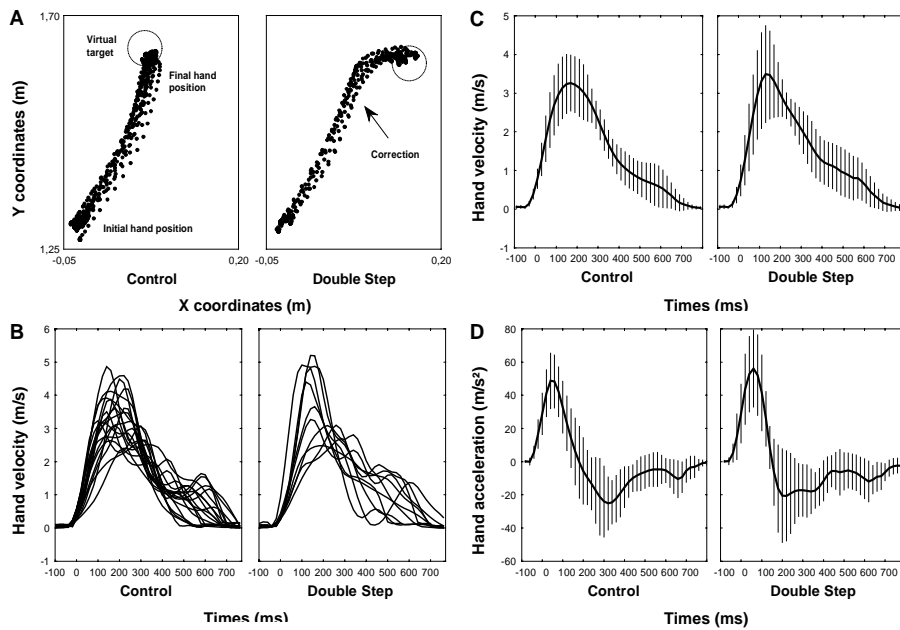 A
Y coordinates (m)
1,70
1,25
Virtual
target
Final hand
position
Initial hand position
Correction
-0,05
0,20
-0,05
0,20
Control
Double Step
X coordinates (m)
B
Hand velocity (m/s)
6
5
4
3
2
1
0
-1
-100 0 100 200 300 400 500 600 700
-100 0 100 200 300 400 500 600 700
Control
Double Step
Times (ms)
C
Hand velocity (m/s)
5
4
3
2
1
0
-1
-100 0 100 200 300 400 500 600 700
-100 0 100 200 300 400 500 600 700
Control
Double Step
Times (ms)
D
Hand acceleration (m/s²)
80
60
40
20
0
-20
-40
-60
-100 0 100 200 300 400 500 600 700
-100 0 100 200 300 400 500 600 700
Control
Double Step
Times (ms)